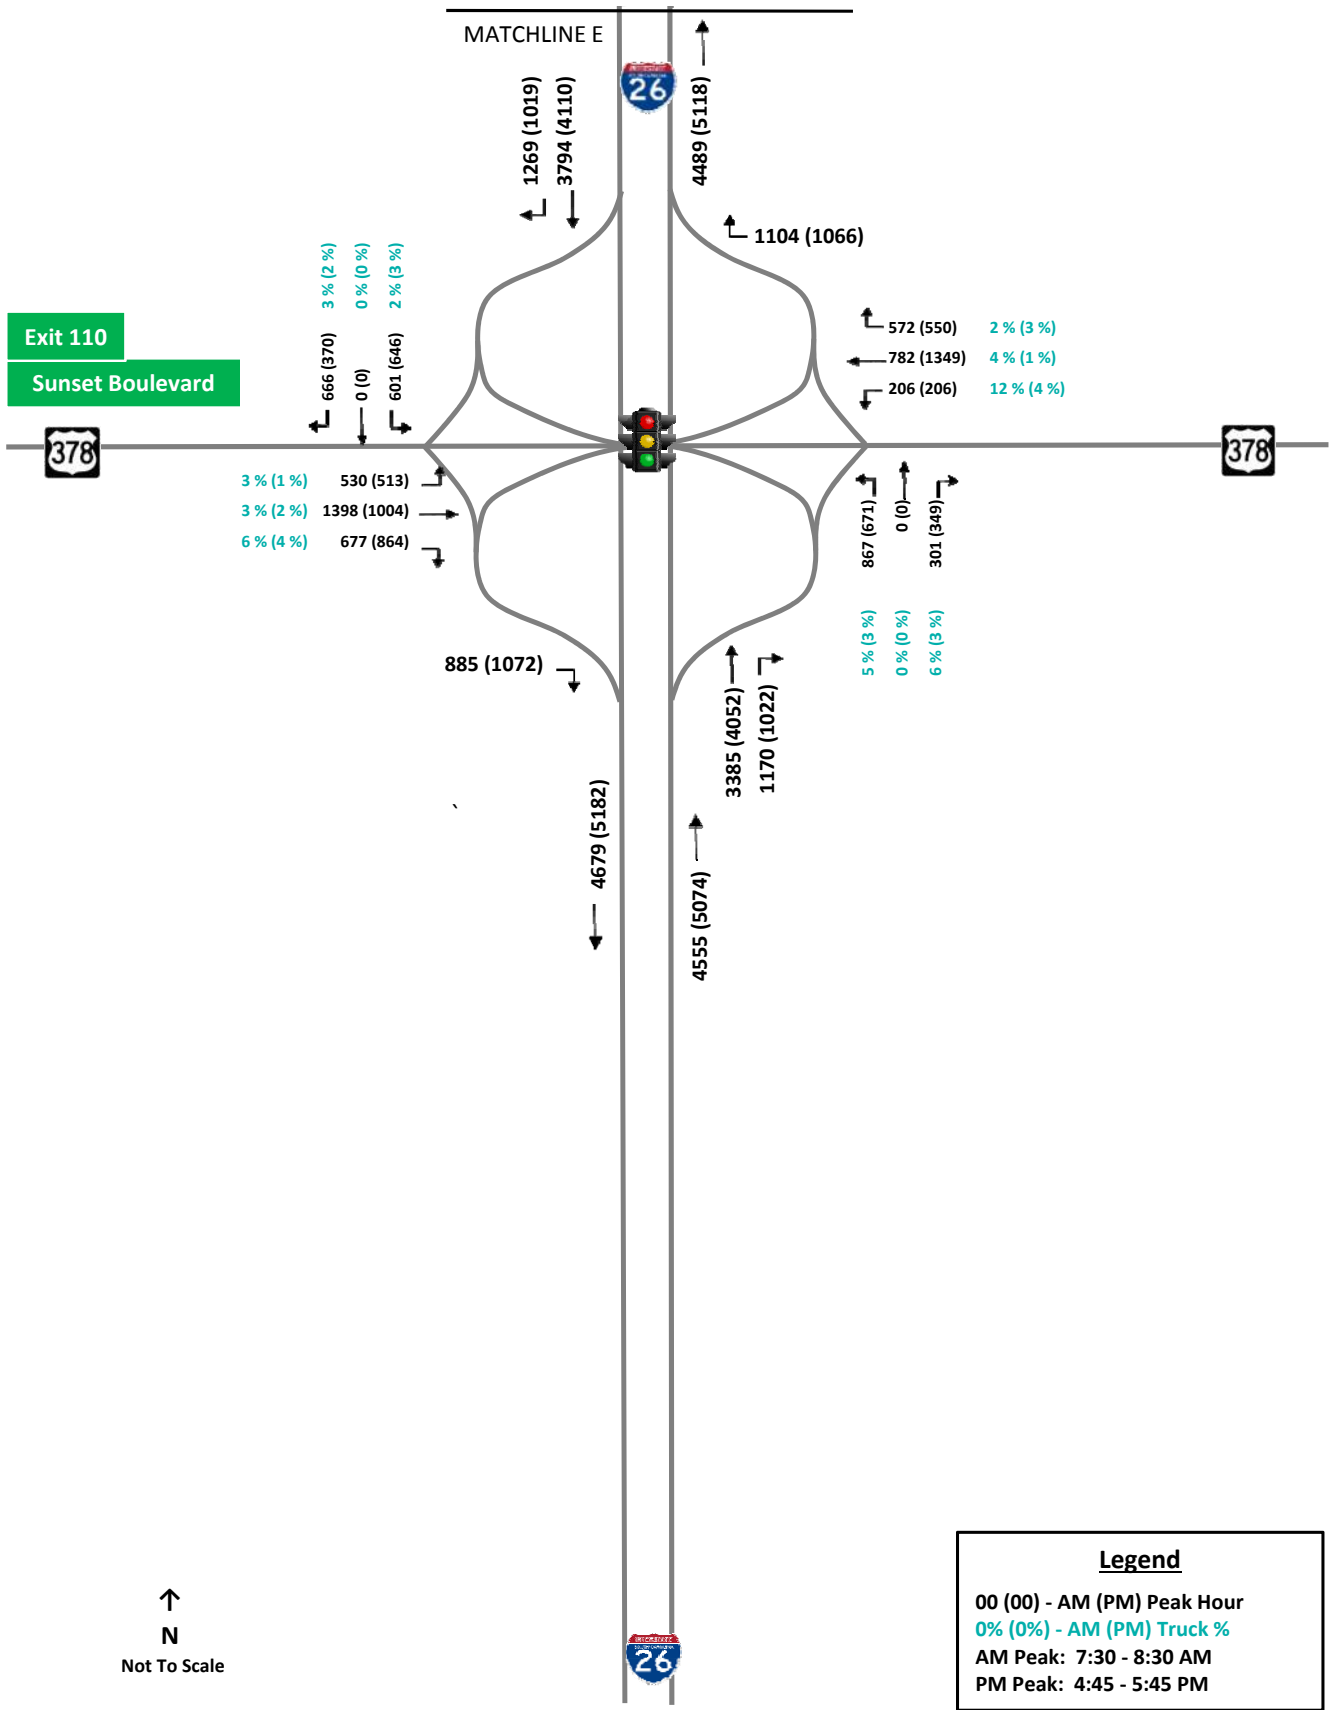 MATCHLINE E
26
1269 (1019)
3794 (4110)
4489 (5118)
1104 (1066)
3 % (2 %)
0 % (0 %)
2 % (3 %)
666 (370)
0 (0)
601 (646)
Exit 110
Sunset Boulevard
572 (550) 2 % (3 %)
782 (1349) 4 % (1 %)
206 (206) 12 % (4 %)
378
378
3 % (1 %) 530 (513)
3 % (2 %) 1398 (1004)
6 % (4 %) 677 (864)
867 (671)
0 (0)
301 (349)
5 % (3 %)
0 % (0 %)
6 % (3 %)
885 (1072)
3385 (4052)
1170 (1022)
`
4679 (5182)
4555 (5074)
N
Not To Scale
26
Legend
00 (00) - AM (PM) Peak Hour
0% (0%) - AM (PM) Truck %
AM Peak: 7:30 - 8:30 AM
PM Peak: 4:45 - 5:45 PM